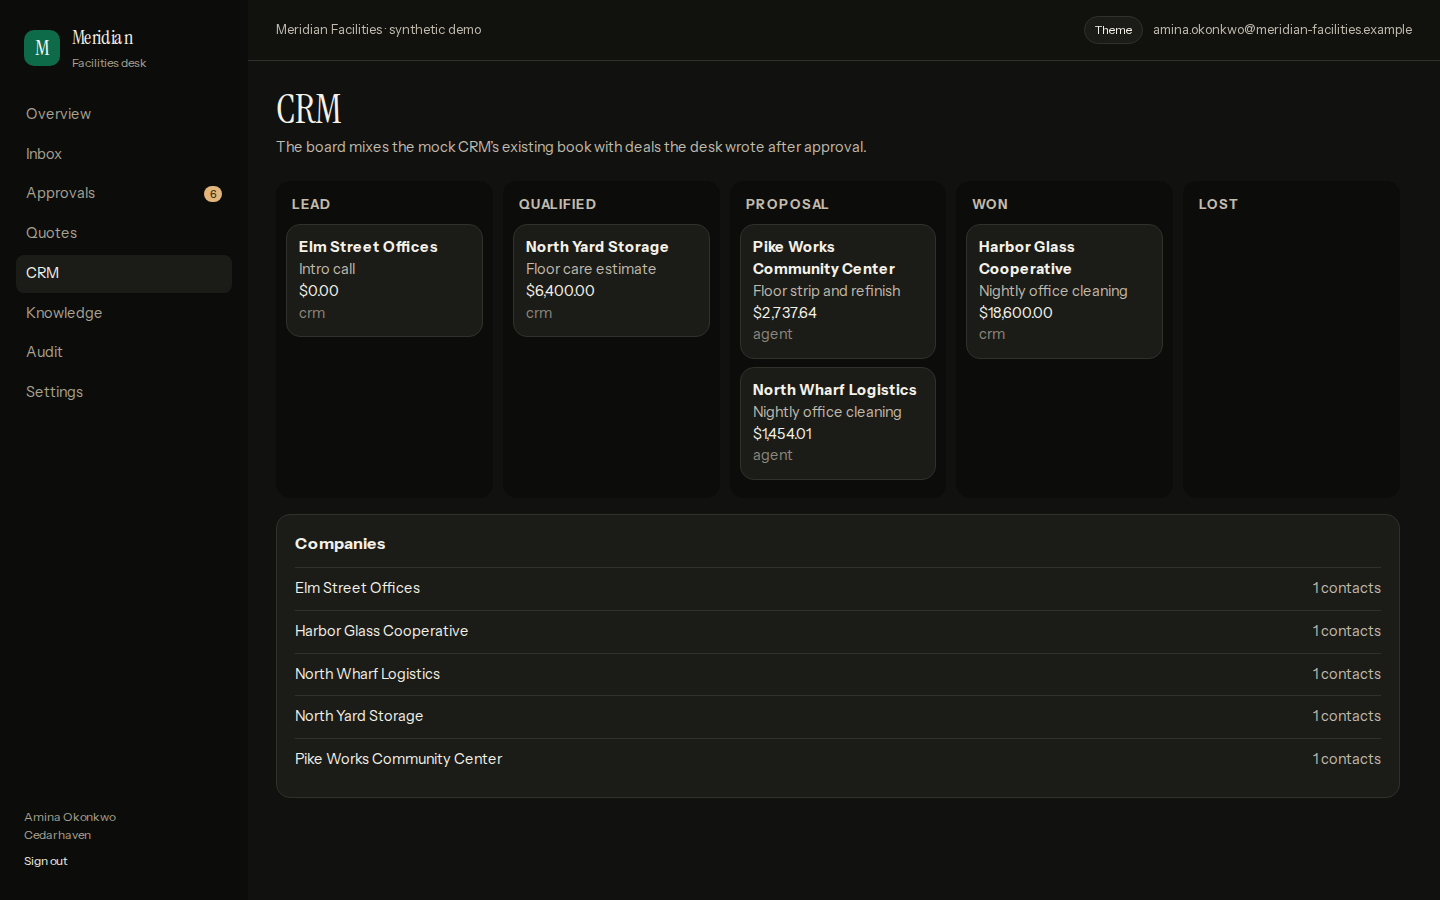 M
Meridian
Facilities desk
Overview
Inbox
Approvals 6
Quotes
CRM
Knowledge
Audit
Settings
Amina Okonkwo
Cedarhaven
Sign out
Meridian Facilities · synthetic demo
Theme
amina.okonkwo@meridian-facilities.example
CRM
The board mixes the mock CRM's existing book with deals the desk wrote after approval.
LEAD
Elm Street Offices
Intro call
$0.00
crm
QUALIFIED
North Yard Storage
Floor care estimate
$6,400.00
crm
PROPOSAL
Pike Works
Community Center
Floor strip and refinish
$2,737.64
agent
North Wharf Logistics
Nightly office cleaning
$1,454.01
agent
WON
Harbor Glass
Cooperative
Nightly office cleaning
$18,600.00
crm
LOST
Companies
Elm Street Offices 1 contacts
Harbor Glass Cooperative 1 contacts
North Wharf Logistics 1 contacts
North Yard Storage 1 contacts
Pike Works Community Center 1 contacts